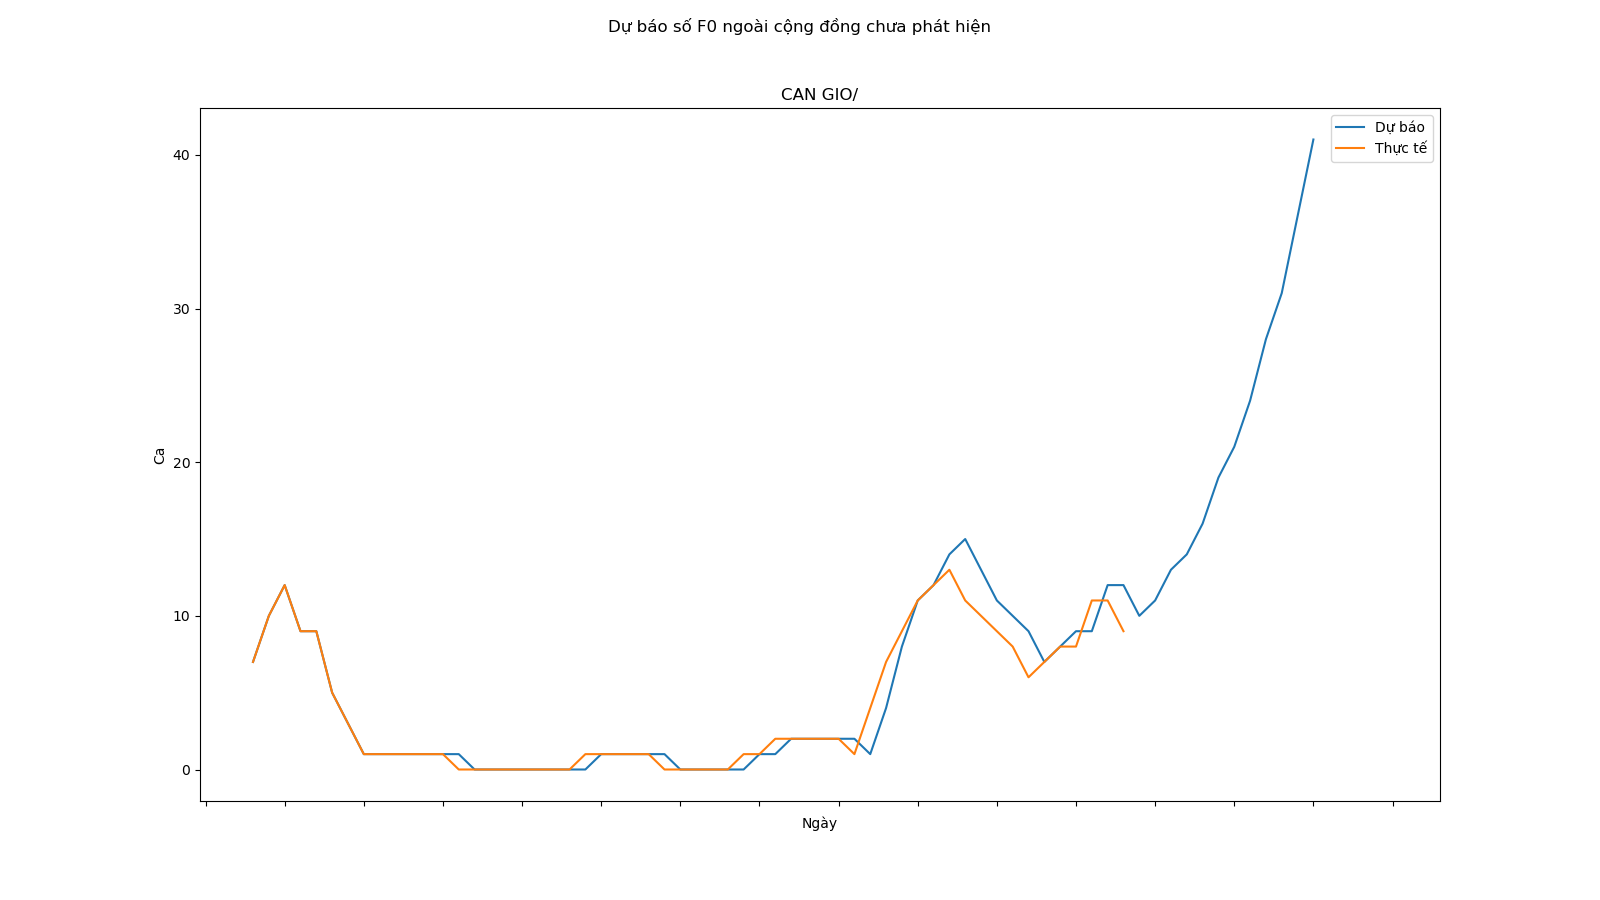 Dự báo số F0 ngoài cộng đồng chưa phát hiện
CAN GIO/
Dự báo
Thực tế
40
30
20
10
0
Ca
Ngày